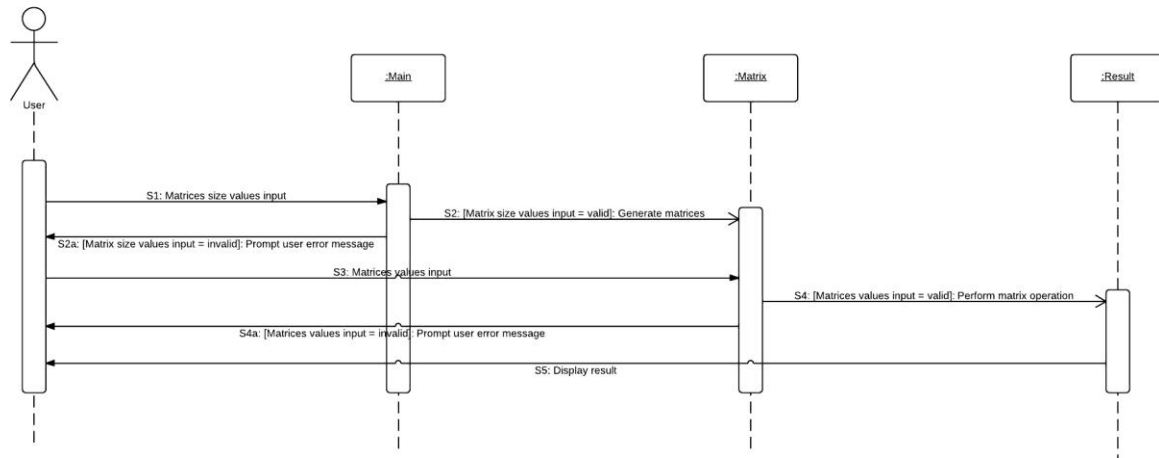 :Main
:Matrix
:Result
User
S1: Matrices size values input
S2: [Matrix size values input = valid]: Generate matrices
S2a: [Matrix size values input = invalid]: Prompt user error message
S3: Matrices values input
S4: [Matrices values input = valid]: Perform matrix operation
S4a: [Matrices values input = invalid]: Prompt user error message
S5: Display result